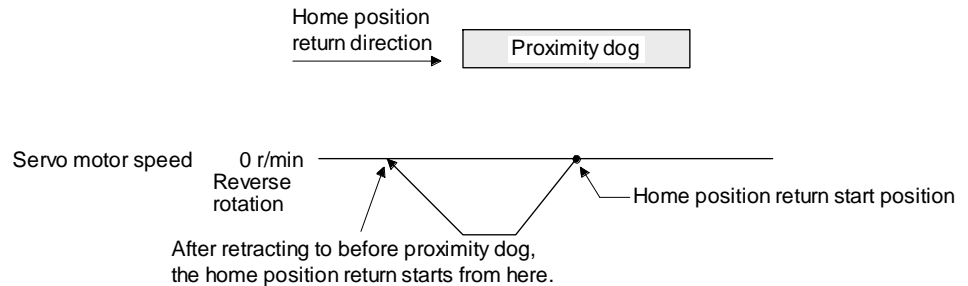 Home position
return direction
Proximity dog
Servo motor speed 0 r/min
Reverse
rotation
Home position return start position
After retracting to before proximity dog,
the home position return starts from here.